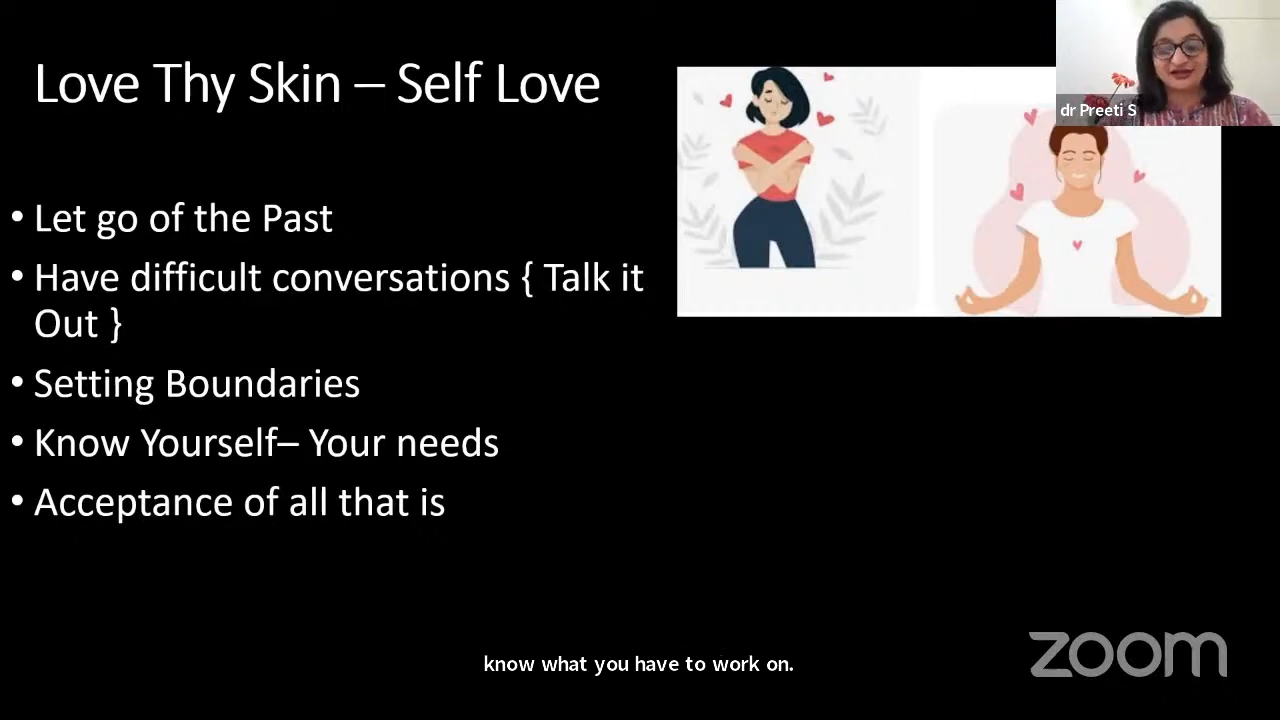 Love Thy Skin – Self Love
dr Preeti S
• Let go of the Past
• Have difficult conversations { Talk it
Out }
• Setting Boundaries
• Know Yourself– Your needs
• Acceptance of all that is
know what you have to work on.
zoom